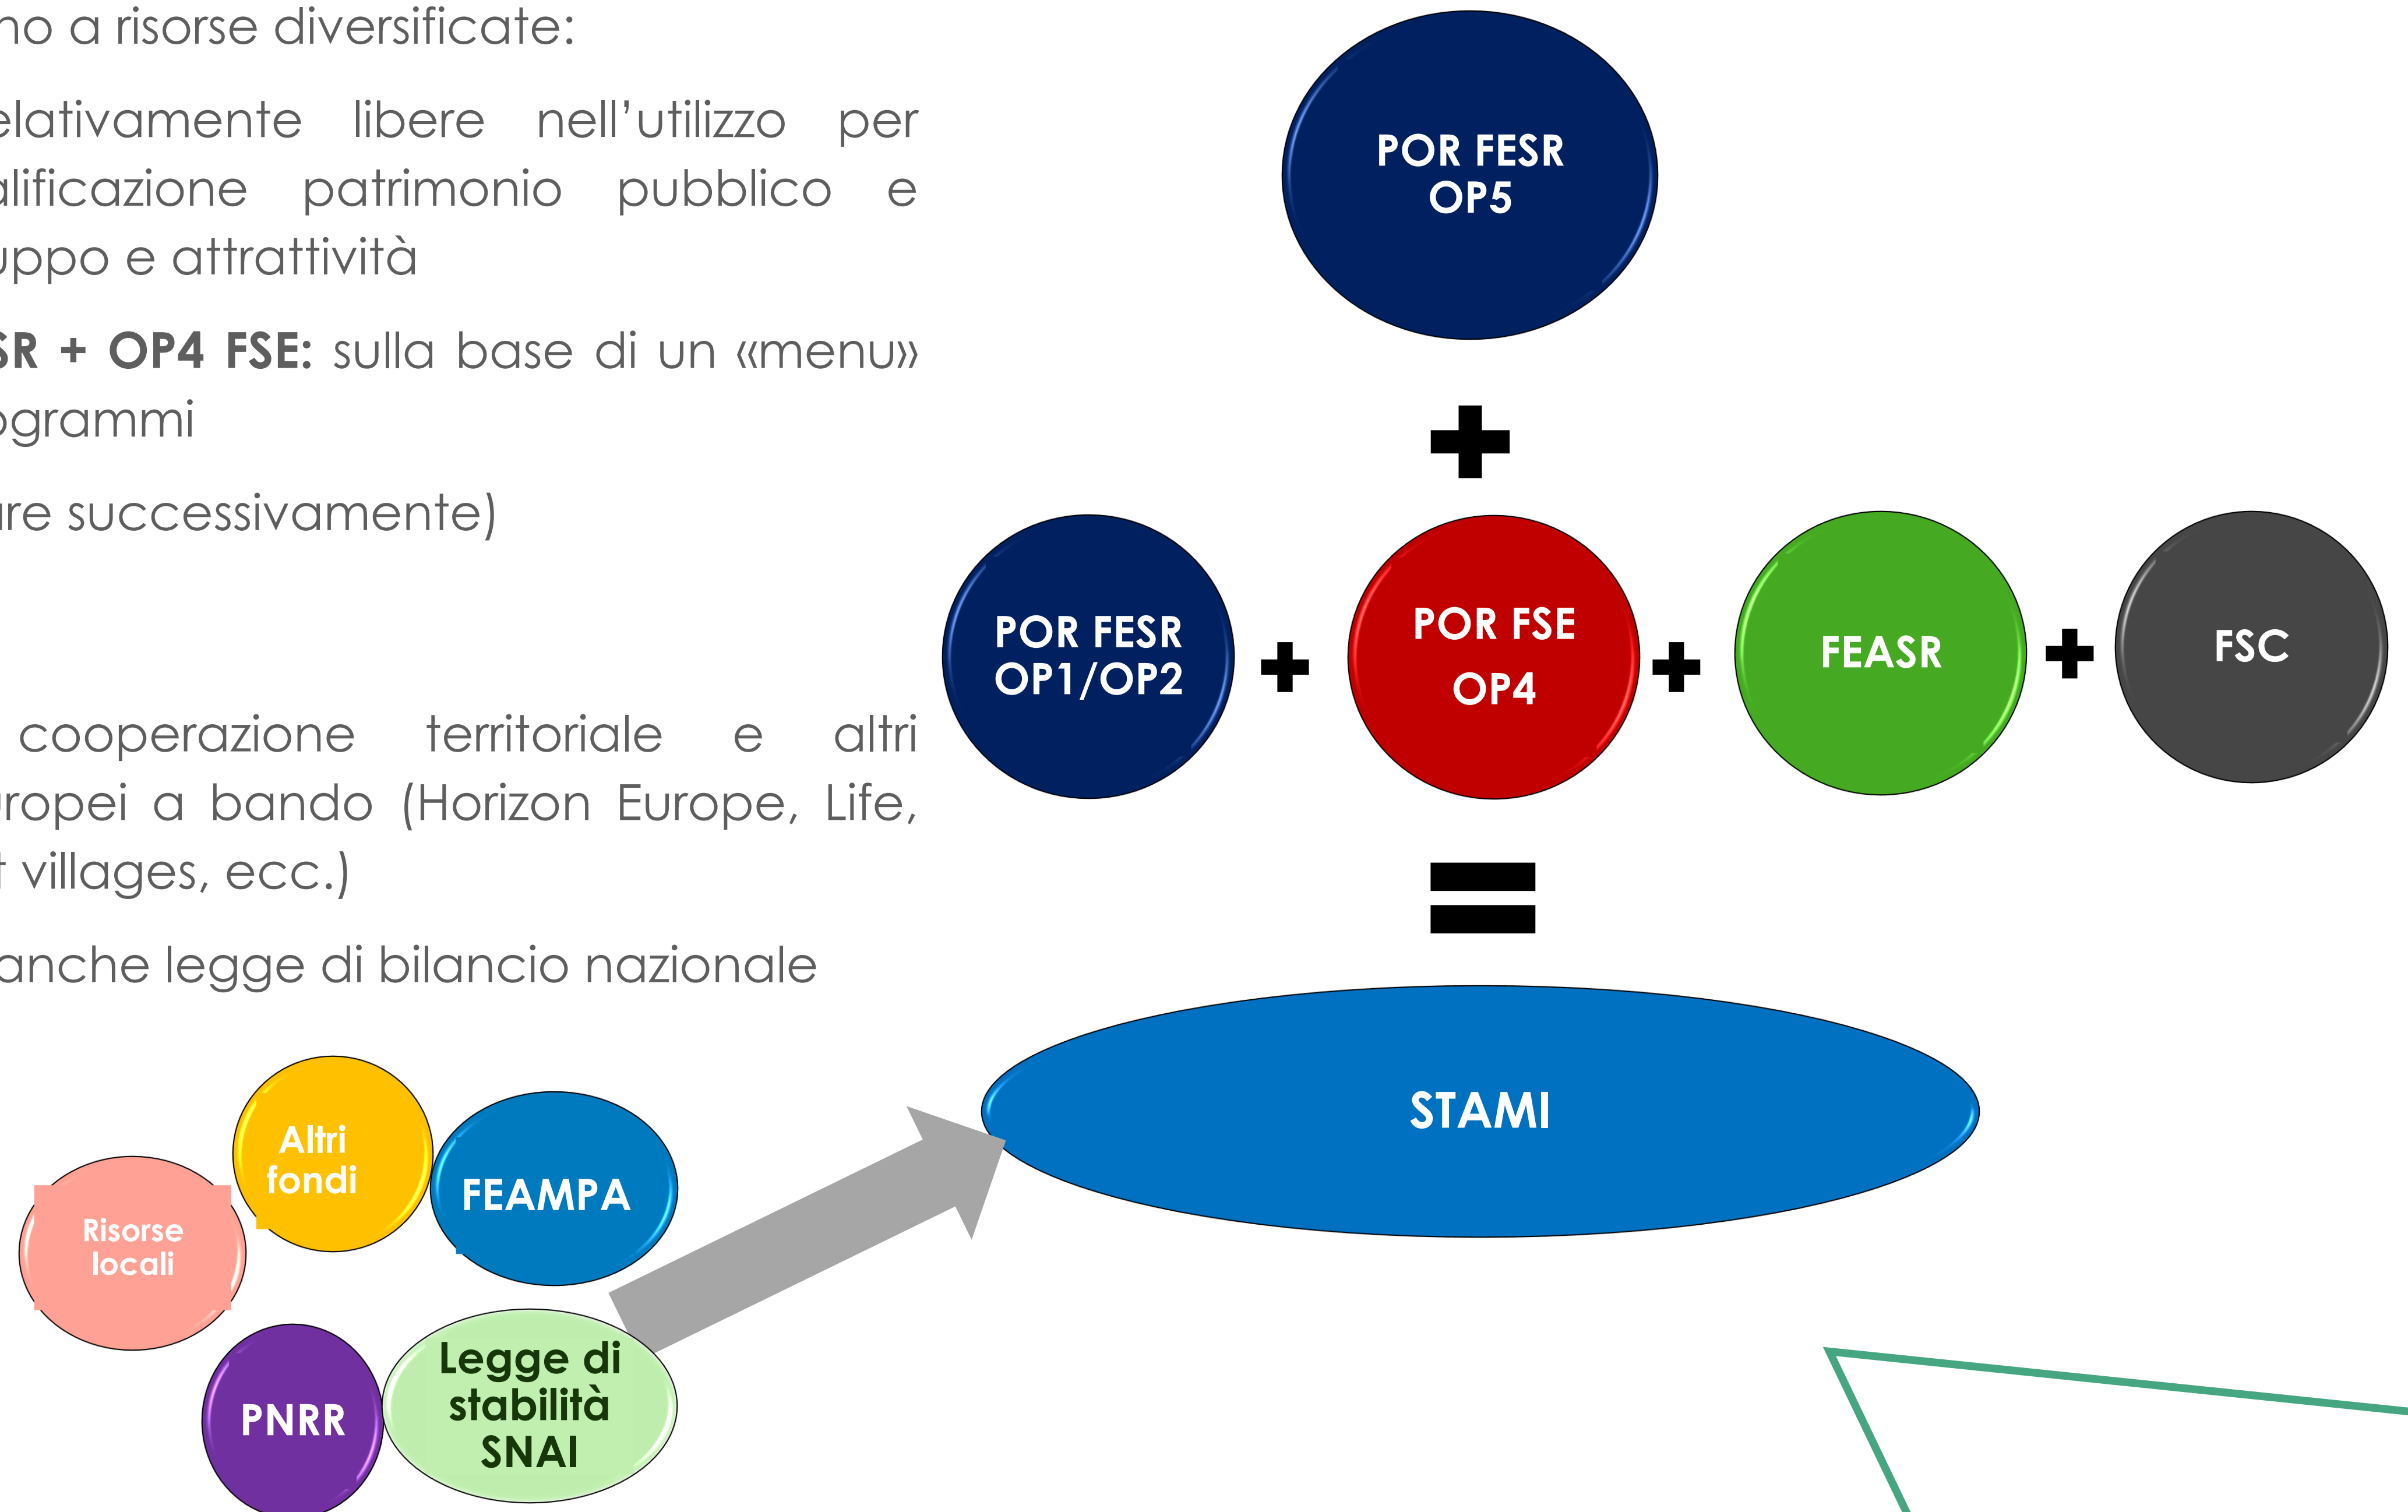 no a risorse diversificate:
elativamente libere nell'utilizzo per
alificazione patrimonio pubblico e
uppo e attrattività
SR + OP4 FSE: sulla base di un «menu»
ogrammi
are successivamente)
cooperazione territoriale e altri
uropei a bando (Horizon Europe, Life,
t villages, ecc.)
anche legge di bilancio nazionale
POR FESR
OP5
+
POR FESR
OP1/OP2
+
POR FSE
OP4
+
FEASR
+
FSC
=
STAMI
Altri
fondi
FEAMPA
Risorse
locali
PNRR
Legge di
stabilità
SNAI